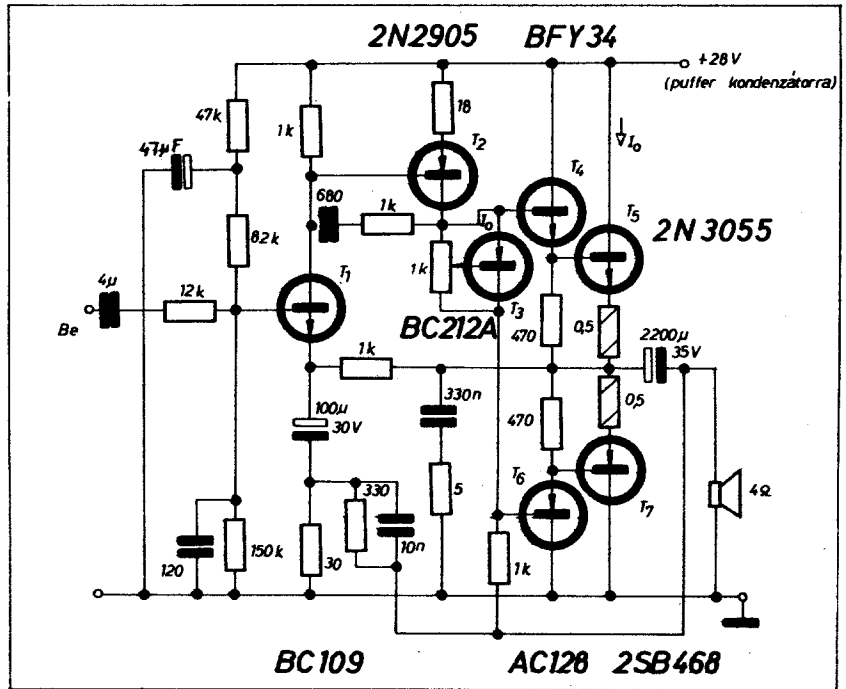 2N2905 BFY34
+28V
(puffer kondenzátorra)
47k
1k
18
I₀
47µF
T₂
T₄
680
1k
I₀
T₅
82k
2N3055
1k
T₁
T₃
4µ
12k
BC212A
470
0,5
2200µ
35V
Be
1k
330n
100µ
30V
470
0,5
T₆
330
5
T₇
4Ω
120
150k
30
10n
1k
BC109 AC128 2SB468